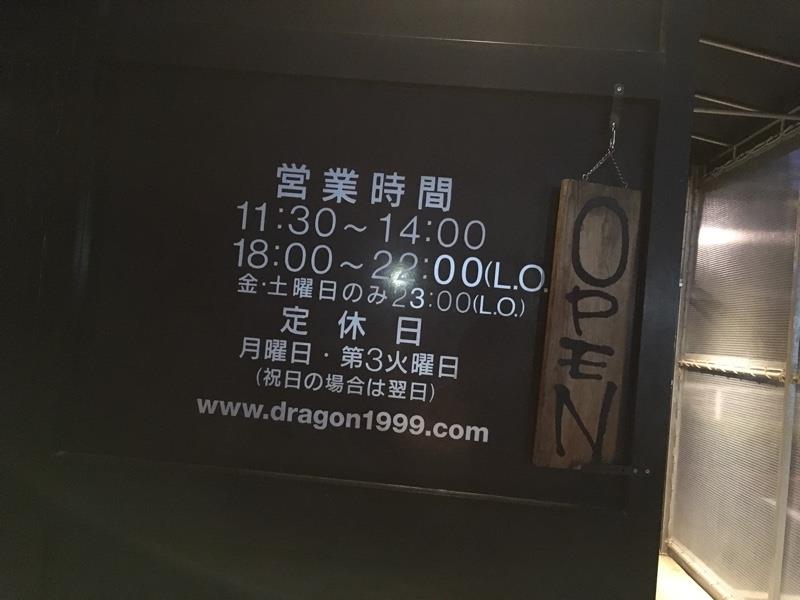 営業時間
11:30～14:00
18:00～22:00(L.O.
金・土曜日のみ23:00(L.O.)
定休日
月曜日・第3火曜日
(祝日の場合は翌日)
www.dragon1999.com
OPEN